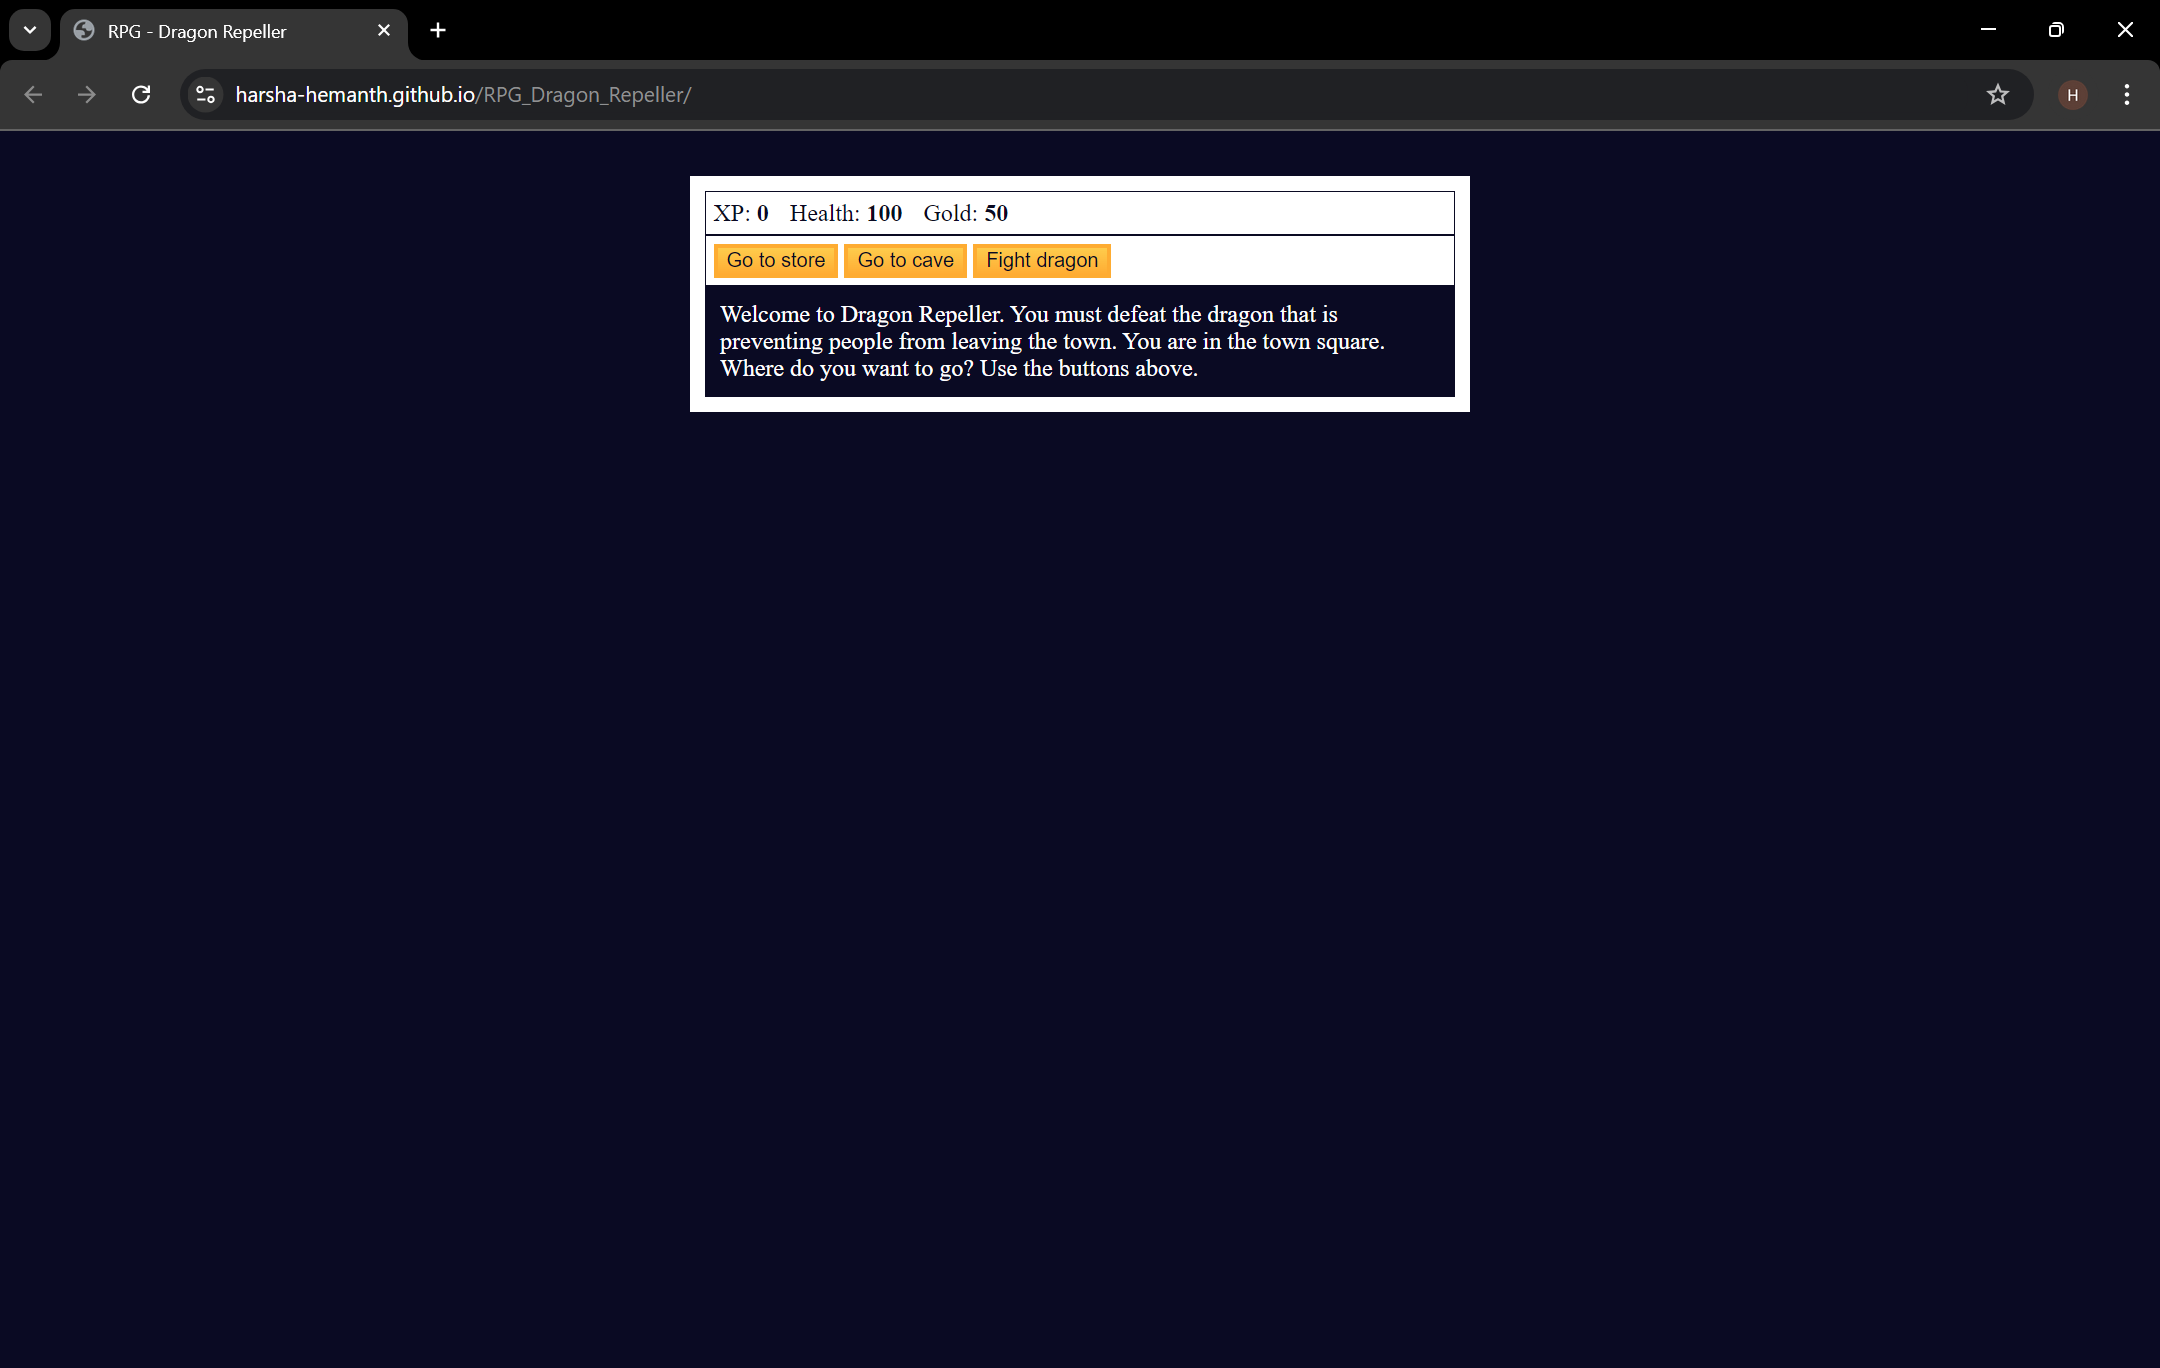 RPG - Dragon Repeller
harsha-hemanth.github.io/RPG_Dragon_Repeller/
H
XP: 0 Health: 100 Gold: 50
Go to store Go to cave Fight dragon
Welcome to Dragon Repeller. You must defeat the dragon that is
preventing people from leaving the town. You are in the town square.
Where do you want to go? Use the buttons above.